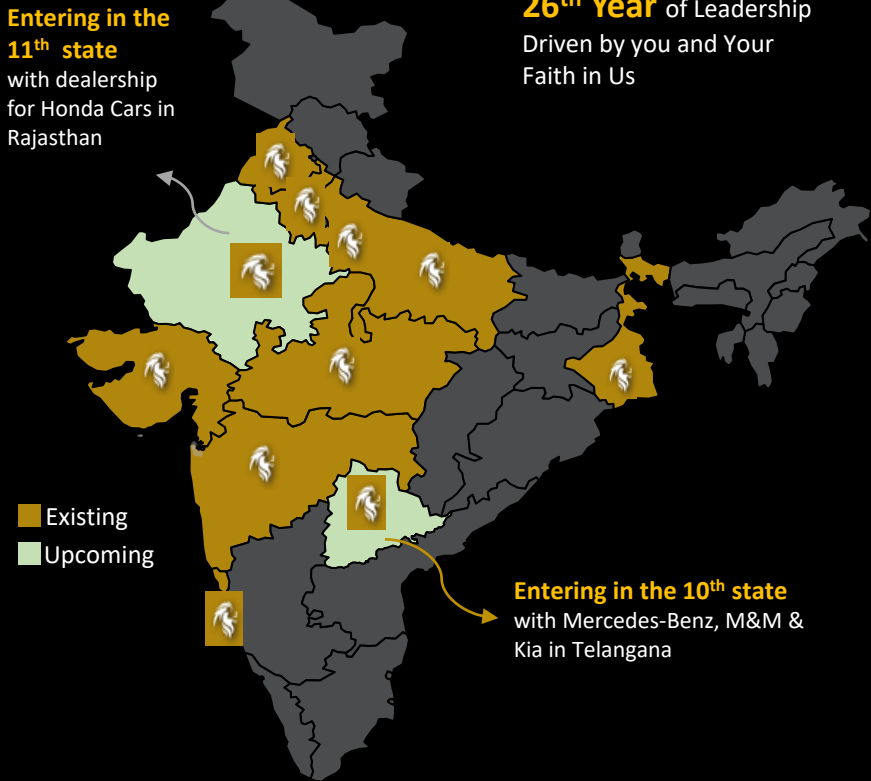 Entering in the
11th state
with dealership
for Honda Cars in
Rajasthan
26th Year of Leadership
Driven by you and Your
Faith in Us
Existing
Upcoming
Entering in the 10th state
with Mercedes-Benz, M&M &
Kia in Telangana